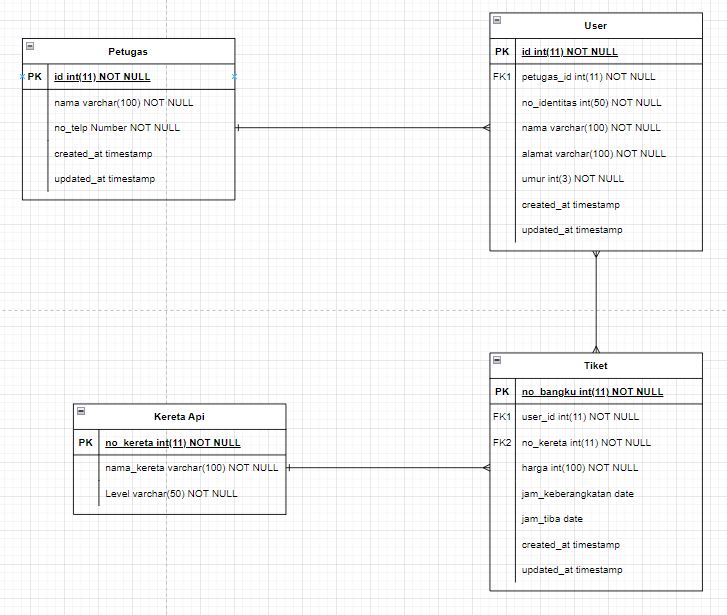 Petugas
PK id int(11) NOT NULL
nama varchar(100) NOT NULL
no_telp Number NOT NULL
created_at timestamp
updated_at timestamp
User
PK id int(11) NOT NULL
FK1 petugas_id int(11) NOT NULL
no_identitas int(50) NOT NULL
nama varchar(100) NOT NULL
alamat varchar(100) NOT NULL
umur int(3) NOT NULL
created_at timestamp
updated_at timestamp
Kereta Api
PK no_kereta int(11) NOT NULL
nama_kereta varchar(100) NOT NULL
Level varchar(50) NOT NULL
Tiket
PK no_bangku int(11) NOT NULL
FK1 user_id int(11) NOT NULL
FK2 no_kereta int(11) NOT NULL
harga int(100) NOT NULL
jam_keberangkatan date
jam_tiba date
created_at timestamp
updated_at timestamp